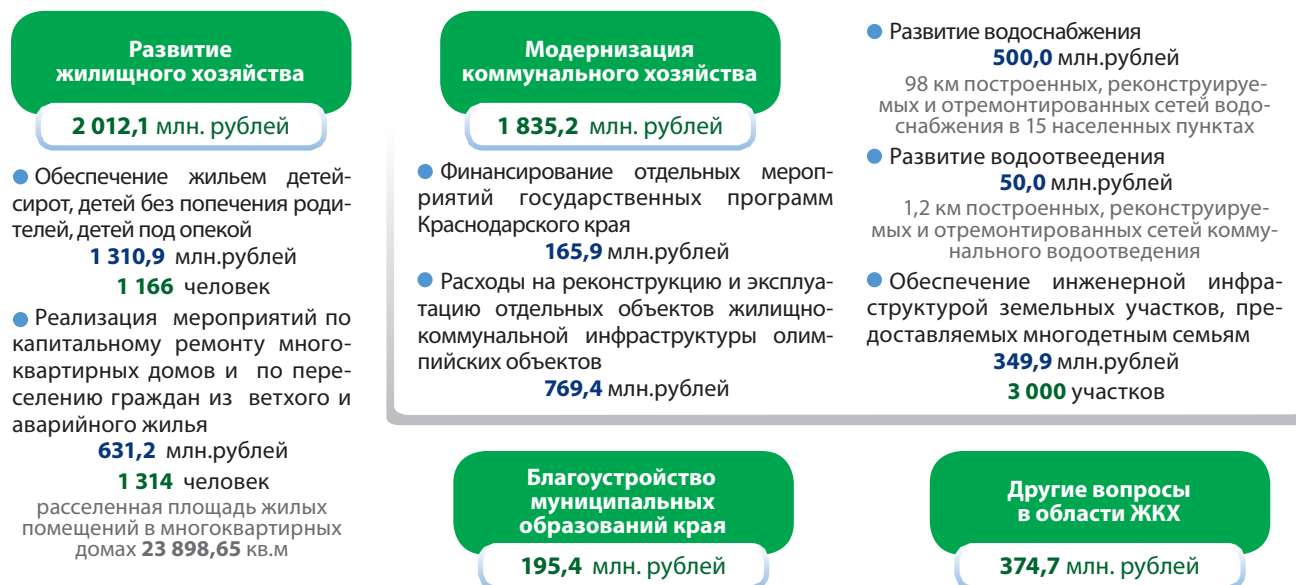 Развитие
жилищного хозяйства
2 012,1 млн. рублей
● Обеспечение жильем детей-
сирот, детей без попечения роди-
телей, детей под опекой
1 310,9 млн.рублей
1 166 человек
● Реализация мероприятий по
капитальному ремонту много-
квартирных домов и по пере-
селению граждан из ветхого и
аварийного жилья
631,2 млн.рублей
1 314 человек
расселенная площадь жилых
помещений в многоквартирных
домах 23 898,65 кв.м
Модернизация
коммунального хозяйства
1 835,2 млн. рублей
● Финансирование отдельных мероп-
риятий государственных программ
Краснодарского края
165,9 млн.рублей
● Расходы на реконструкцию и эксплуа-
тацию отдельных объектов жилищно-
коммунальной инфраструктуры олим-
пийских объектов
769,4 млн.рублей
● Развитие водоснабжения
500,0 млн.рублей
98 км построенных, реконструируе-
мых и отремонтированных сетей водо-
снабжения в 15 населенных пунктах
● Развитие водоотвеедения
50,0 млн.рублей
1,2 км построенных, реконструируе-
мых и отремонтированных сетей комму-
нального водоотведения
● Обеспечение инженерной инфра-
структурой земельных участков, пре-
доставляемых многодетным семьям
349,9 млн.рублей
3 000 участков
Благоустройство
муниципальных
образований края
195,4 млн. рублей
Другие вопросы
в области ЖКХ
374,7 млн. рублей